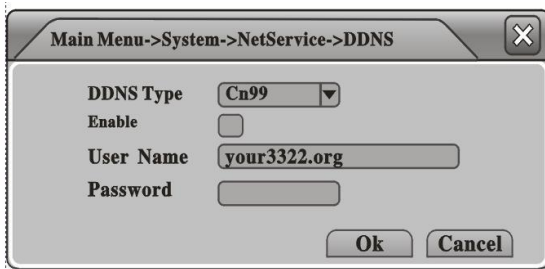 Main Menu->System->NetService->DDNS
DDNS Type Cn99
Enable
User Name your3322.org
Password
Ok Cancel